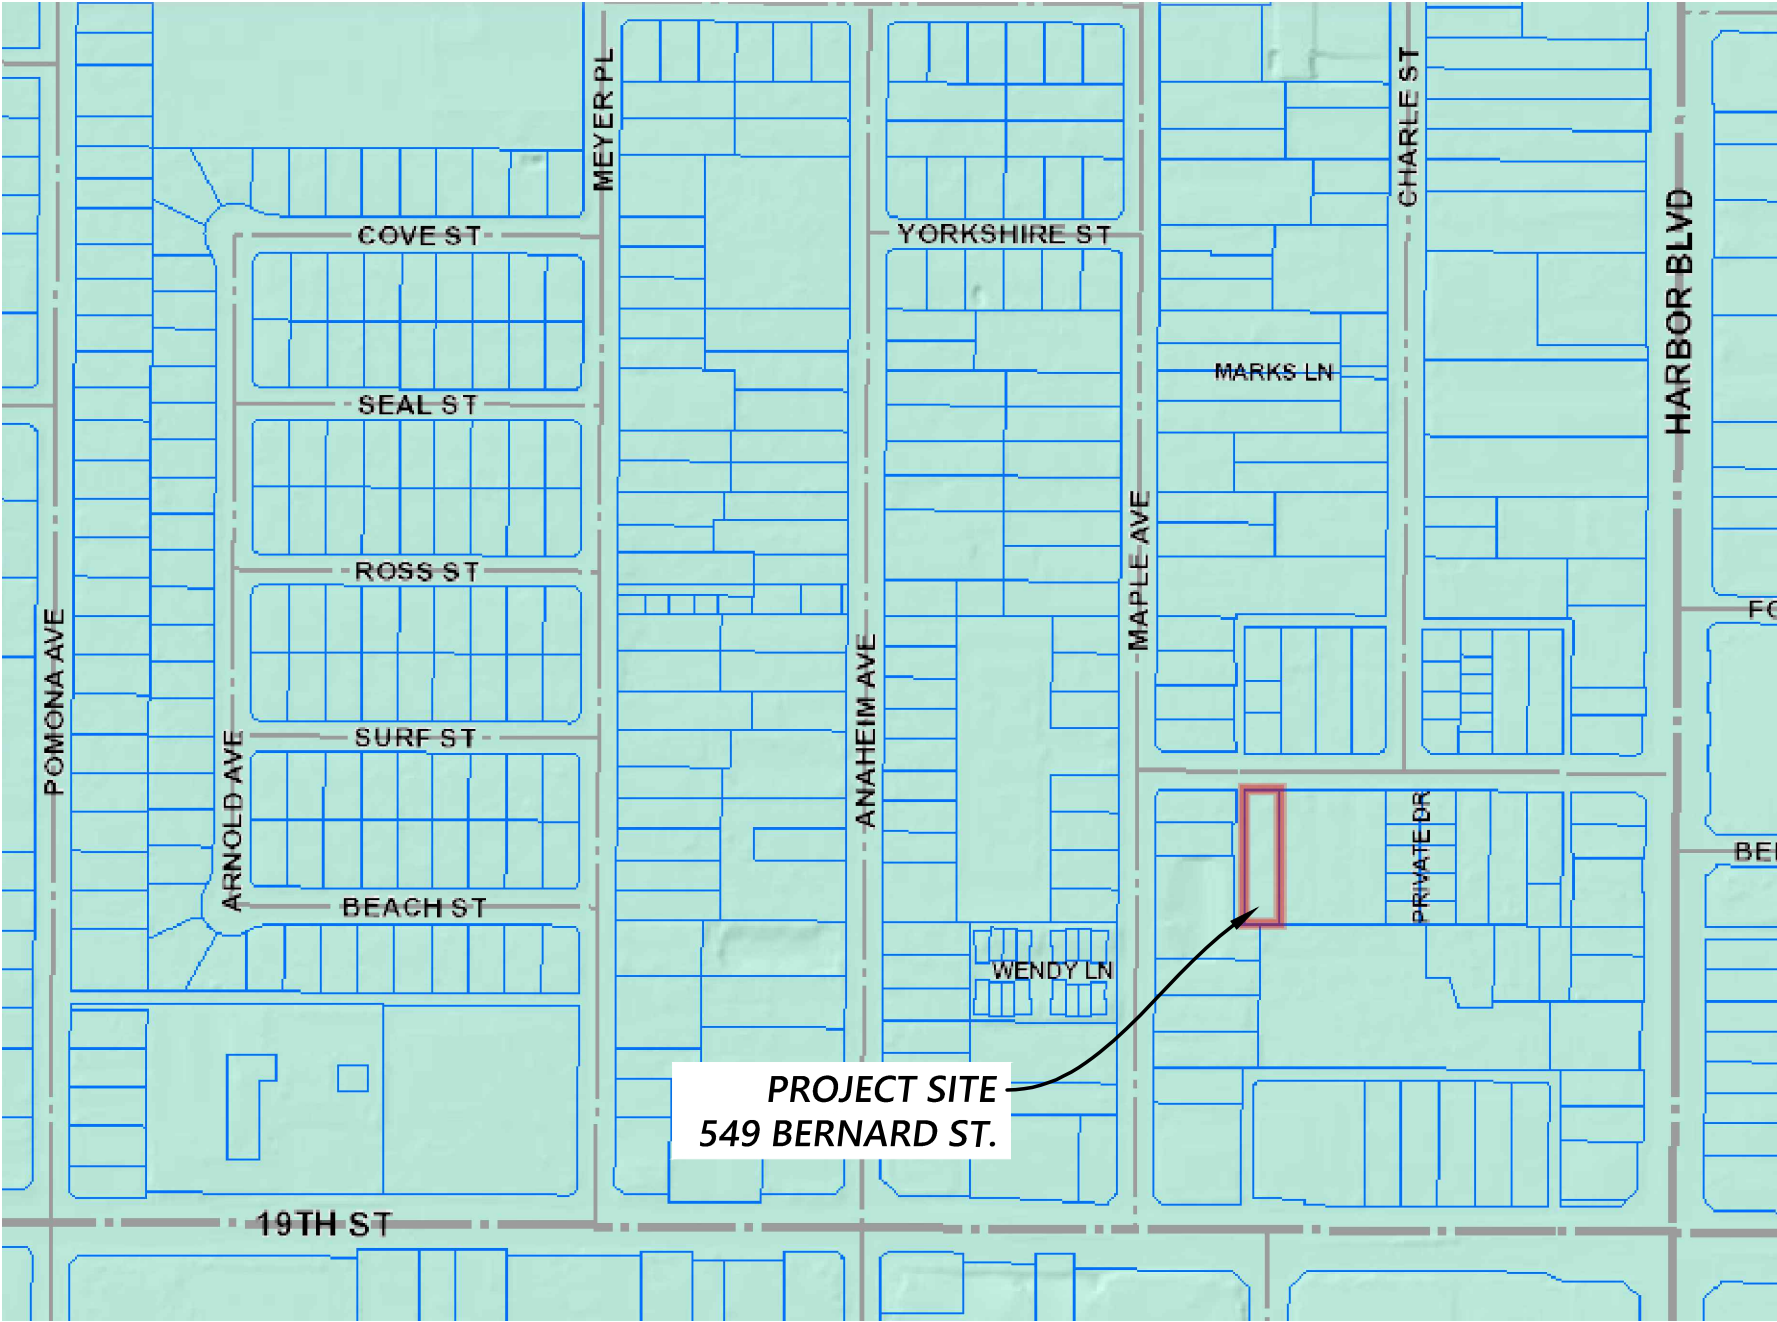 MEYER PL
CHARLE ST
HARBOR BLVD
COVE ST
YORKSHIRE ST
MARKS LN
SEAL ST
MAPLE AVE
ROSS ST
POMONA AVE
FO
ANAHEIM AVE
SURF ST
ARNOLD AVE
PRIVATE DR
BE
BEACH ST
WENDY LN
PROJECT SITE
549 BERNARD ST.
19TH ST